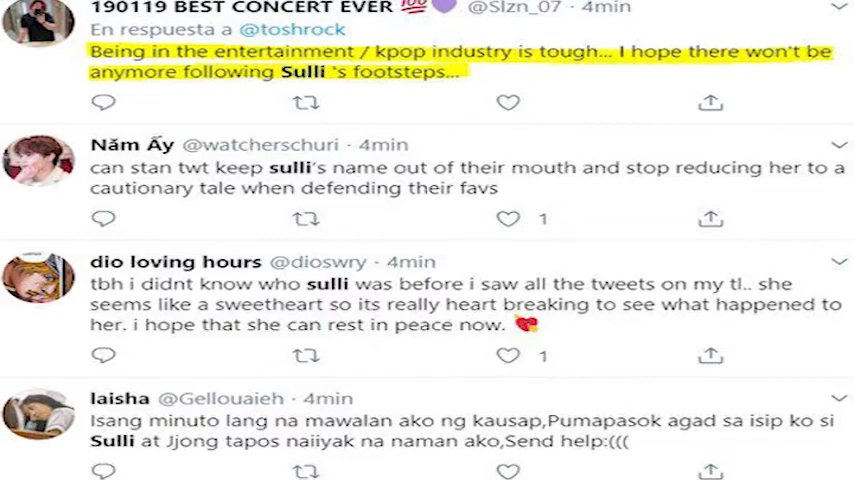 190119 BEST CONCERT EVER 💯💜 @Slzn_07 · 4min
En respuesta a @toshrock
Being in the entertainment / kpop industry is tough... I hope there won't be
anymore following Sulli 's footsteps...
Năm Ấy @watcherschuri · 4min
can stan twt keep sulli's name out of their mouth and stop reducing her to a
cautionary tale when defending their favs
1
dio loving hours @dioswry · 4min
tbh i didnt know who sulli was before i saw all the tweets on my tl.. she
seems like a sweetheart so its really heart breaking to see what happened to
her. i hope that she can rest in peace now. 💘
1
laisha @Gellouaieh · 4min
Isang minuto lang na mawalan ako ng kausap,Pumapasok agad sa isip ko si
Sulli at Jjong tapos naiiyak na naman ako,Send help:(((